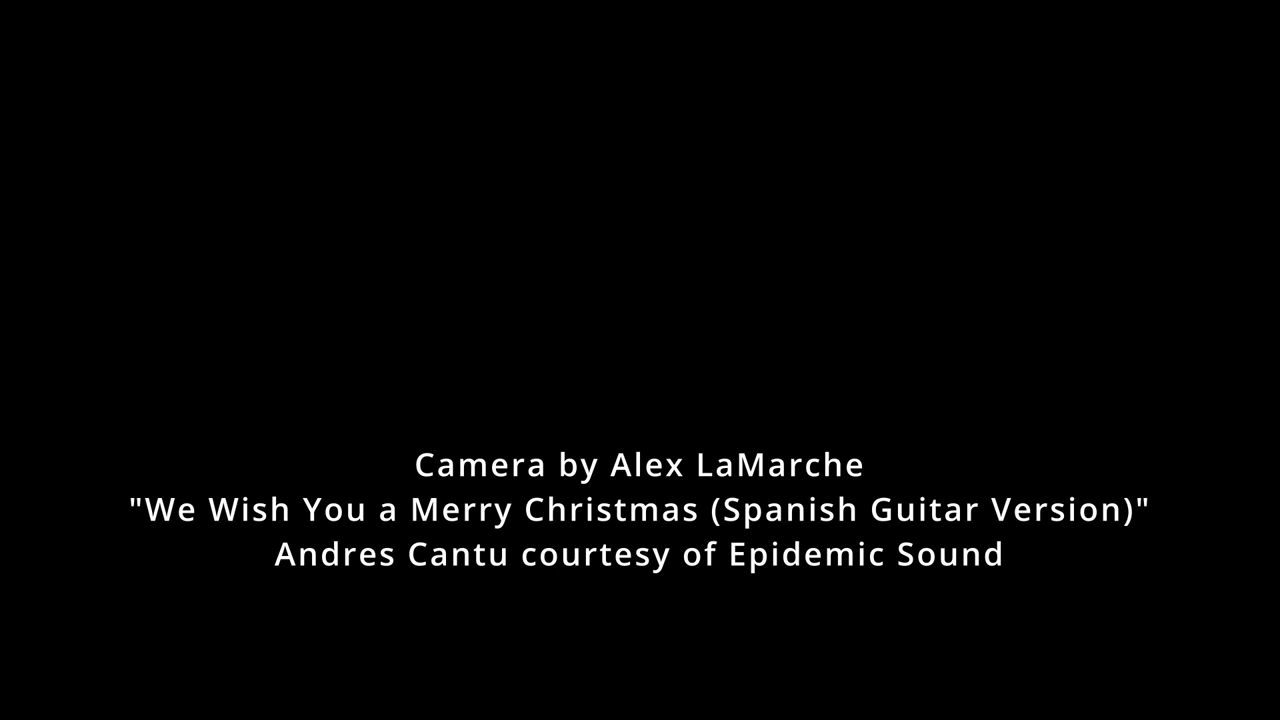 Camera by Alex LaMarche
"We Wish You a Merry Christmas (Spanish Guitar Version)"
Andres Cantu courtesy of Epidemic Sound